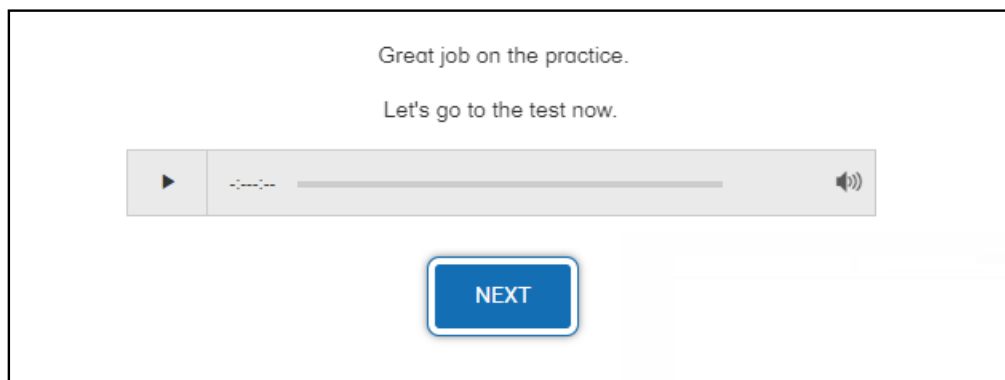 Great job on the practice.
Let's go to the test now.
-:--:--
NEXT